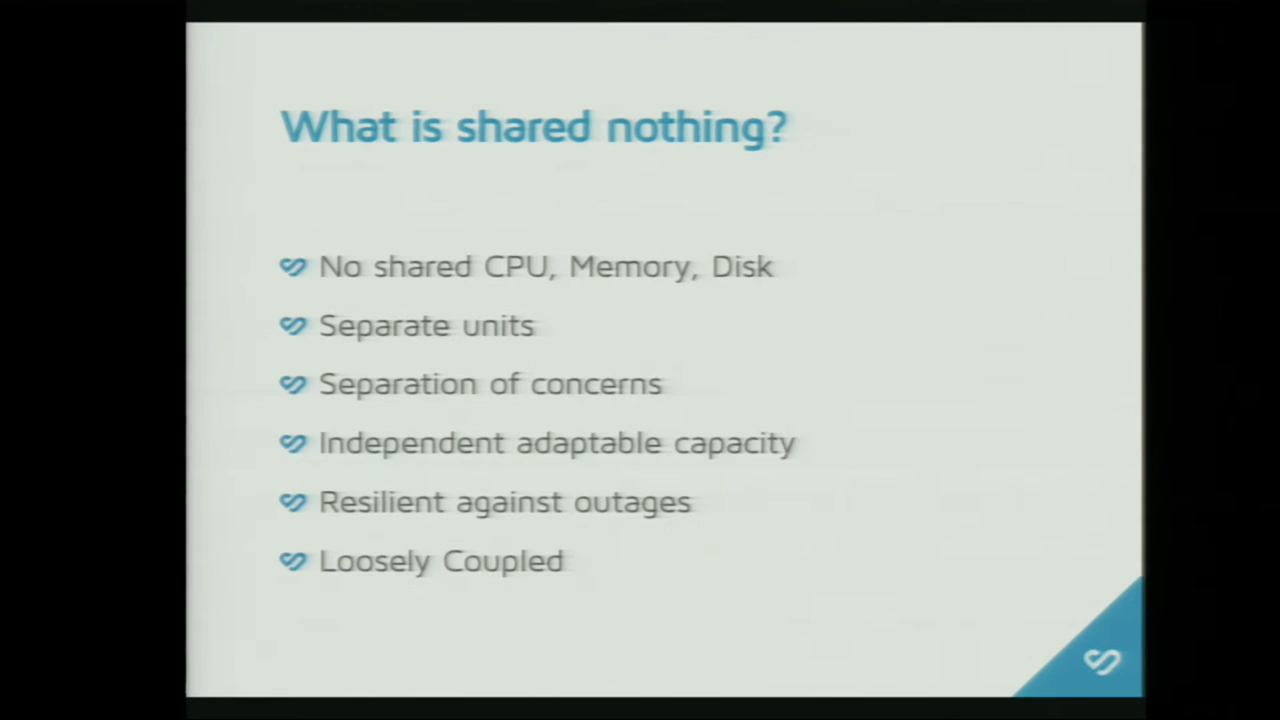 What is shared nothing?
No shared CPU, Memory, Disk
Separate units
Separation of concerns
Independent adaptable capacity
Resilient against outages
Loosely Coupled